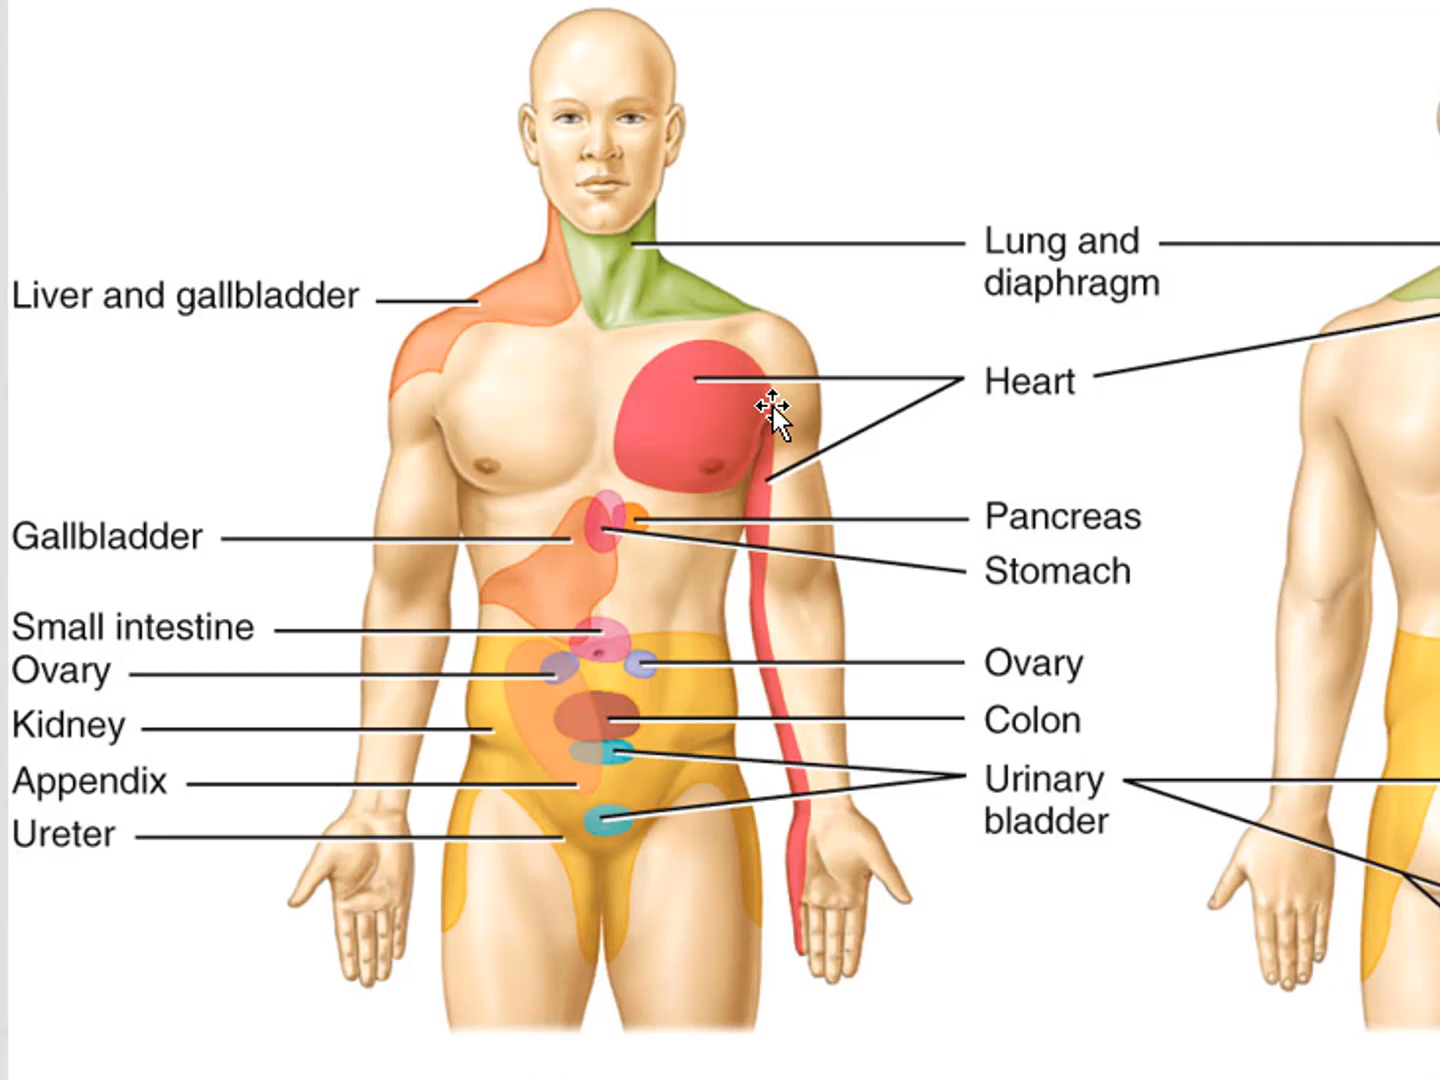 Liver and gallbladder
Gallbladder
Small intestine
Ovary
Kidney
Appendix
Ureter
Lung and
diaphragm
Heart
Pancreas
Stomach
Ovary
Colon
Urinary
bladder